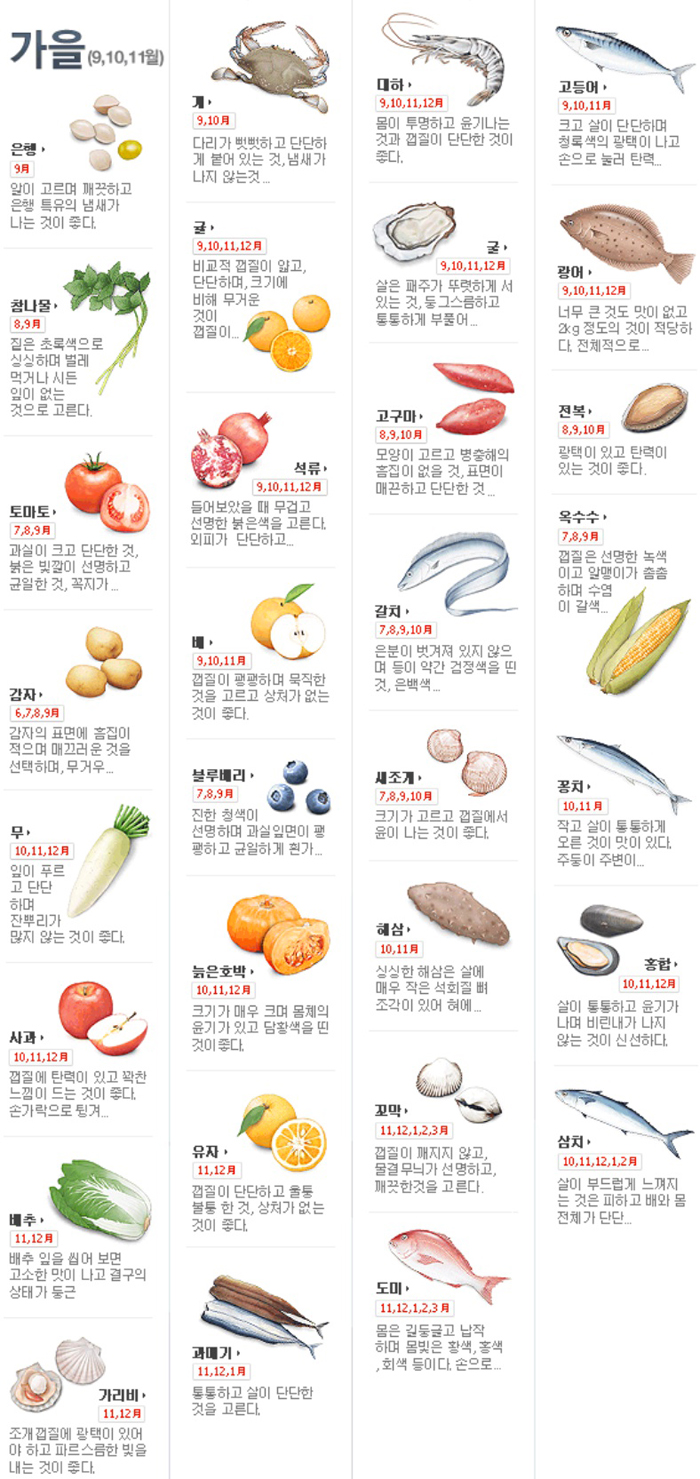 가을 (9,10,11월)
은행
9月
알이 고르며 깨끗하고
은행 특유의 냄새가
나는 것이 좋다.
참나물
8,9月
짙은 초록색으로
싱싱하며 벌레
먹거나 시든
잎이 없는
것으로 고른다.
토마토
7,8,9月
과실이 크고 단단한 것,
붉은 빛깔이 선명하고
균일한 것, 꼭지가...
감자
6,7,8,9月
감자의 표면에 흠집이
적으며 매끄러운 것을
선택하며, 무거우...
무
10,11,12月
잎이 푸르
고 단단
하며
잔뿌리가
많지 않는 것이 좋다.
사과
10,11,12月
껍질에 탄력이 있고 꽉찬
느낌이 드는 것이 좋다.
손가락으로 튕겨...
배추
11,12月
배추 잎을 씹어 보면
고소한 맛이 나고 결구의
상태가 둥근
가리비
11,12月
조개껍질에 광택이 있어
야 하고 파르스름한 빛을
내는 것이 좋다.
게
9,10月
다리가 뻣뻣하고 단단하
게 붙어 있는 것, 냄새가
나지 않는것...
귤
9,10,11,12月
비교적 껍질이 얇고,
단단하며, 크기에
비해 무거운
것이
껍질이...
석류
9,10,11,12月
들어보았을 때 무겁고
선명한 붉은색을 고른다.
외피가 단단하고...
배
9,10,11月
껍질이 팽팽하며 묵직한
것을 고르고 상처가 없는
것이 좋다.
블루베리
7,8,9月
진한 청색이
선명하며 과실입면이 팽
팽하고 균일하게 흰가...
늙은호박
10,11,12月
크기가 매우 크며 몸체의
윤기가 있고 담황색을 띤
것이좋다.
유자
11,12月
껍질이 단단하고 울퉁
불퉁 한 것, 상처가 없는
것이 좋다.
과메기
11,12,1月
통통하고 살이 단단한
것을 고른다.
대하
9,10,11,12月
몸이 투명하고 윤기나는
것과 껍질이 단단한 것이
좋다.
굴
9,10,11,12月
살은 패주가 뚜렷하게 서
있는 것, 둥그스름하고
통통하게 부풀어...
고구마
8,9,10月
모양이 고르고 병충해의
흠집이 없을 것, 표면이
매끈하고 단단한 것...
갈치
7,8,9,10月
은분이 벗겨져 있지 않으
며 등이 약간 검정색을 띤
것, 은백색...
새조개
7,8,9,10月
크기가 고르고 껍질에서
윤이 나는 것이 좋다.
해삼
10,11月
싱싱한 해삼은 살에
매우 작은 석회질 뼈
조각이 있어 혀에...
꼬막
11,12,1,2,3月
껍질이 깨지지 않고,
물결무늬가 선명하고,
깨끗한것을 고른다.
도미
11,12,1,2,3月
몸은 길둥글고 납작
하며 몸빛은 황색, 홍색
,회색 등이다. 손으로...
고등어
9,10,11月
크고 살이 단단하며
청록색의 광택이 나고
손으로 눌러 탄력...
광어
9,10,11,12月
너무 큰 것도 맛이 없고
2kg 정도의 것이 적당하
다. 전체적으로...
전복
8,9,10月
광택이 있고 탄력이
있는 것이 좋다.
옥수수
7,8,9月
껍질은 선명한 녹색
이고 알맹이가 촘촘
하며 수염
이 갈색...
꽁치
10,11月
작고 살이 통통하게
오른 것이 맛이 있다.
주둥이 주변이...
홍합
10,11,12月
살이 통통하고 윤기가
나며 비린내가 나지
않는 것이 신선하다.
삼치
10,11,12,1,2月
살이 부드럽게 느껴지
는 것은 피하고 배와 몸
전체가 단단...